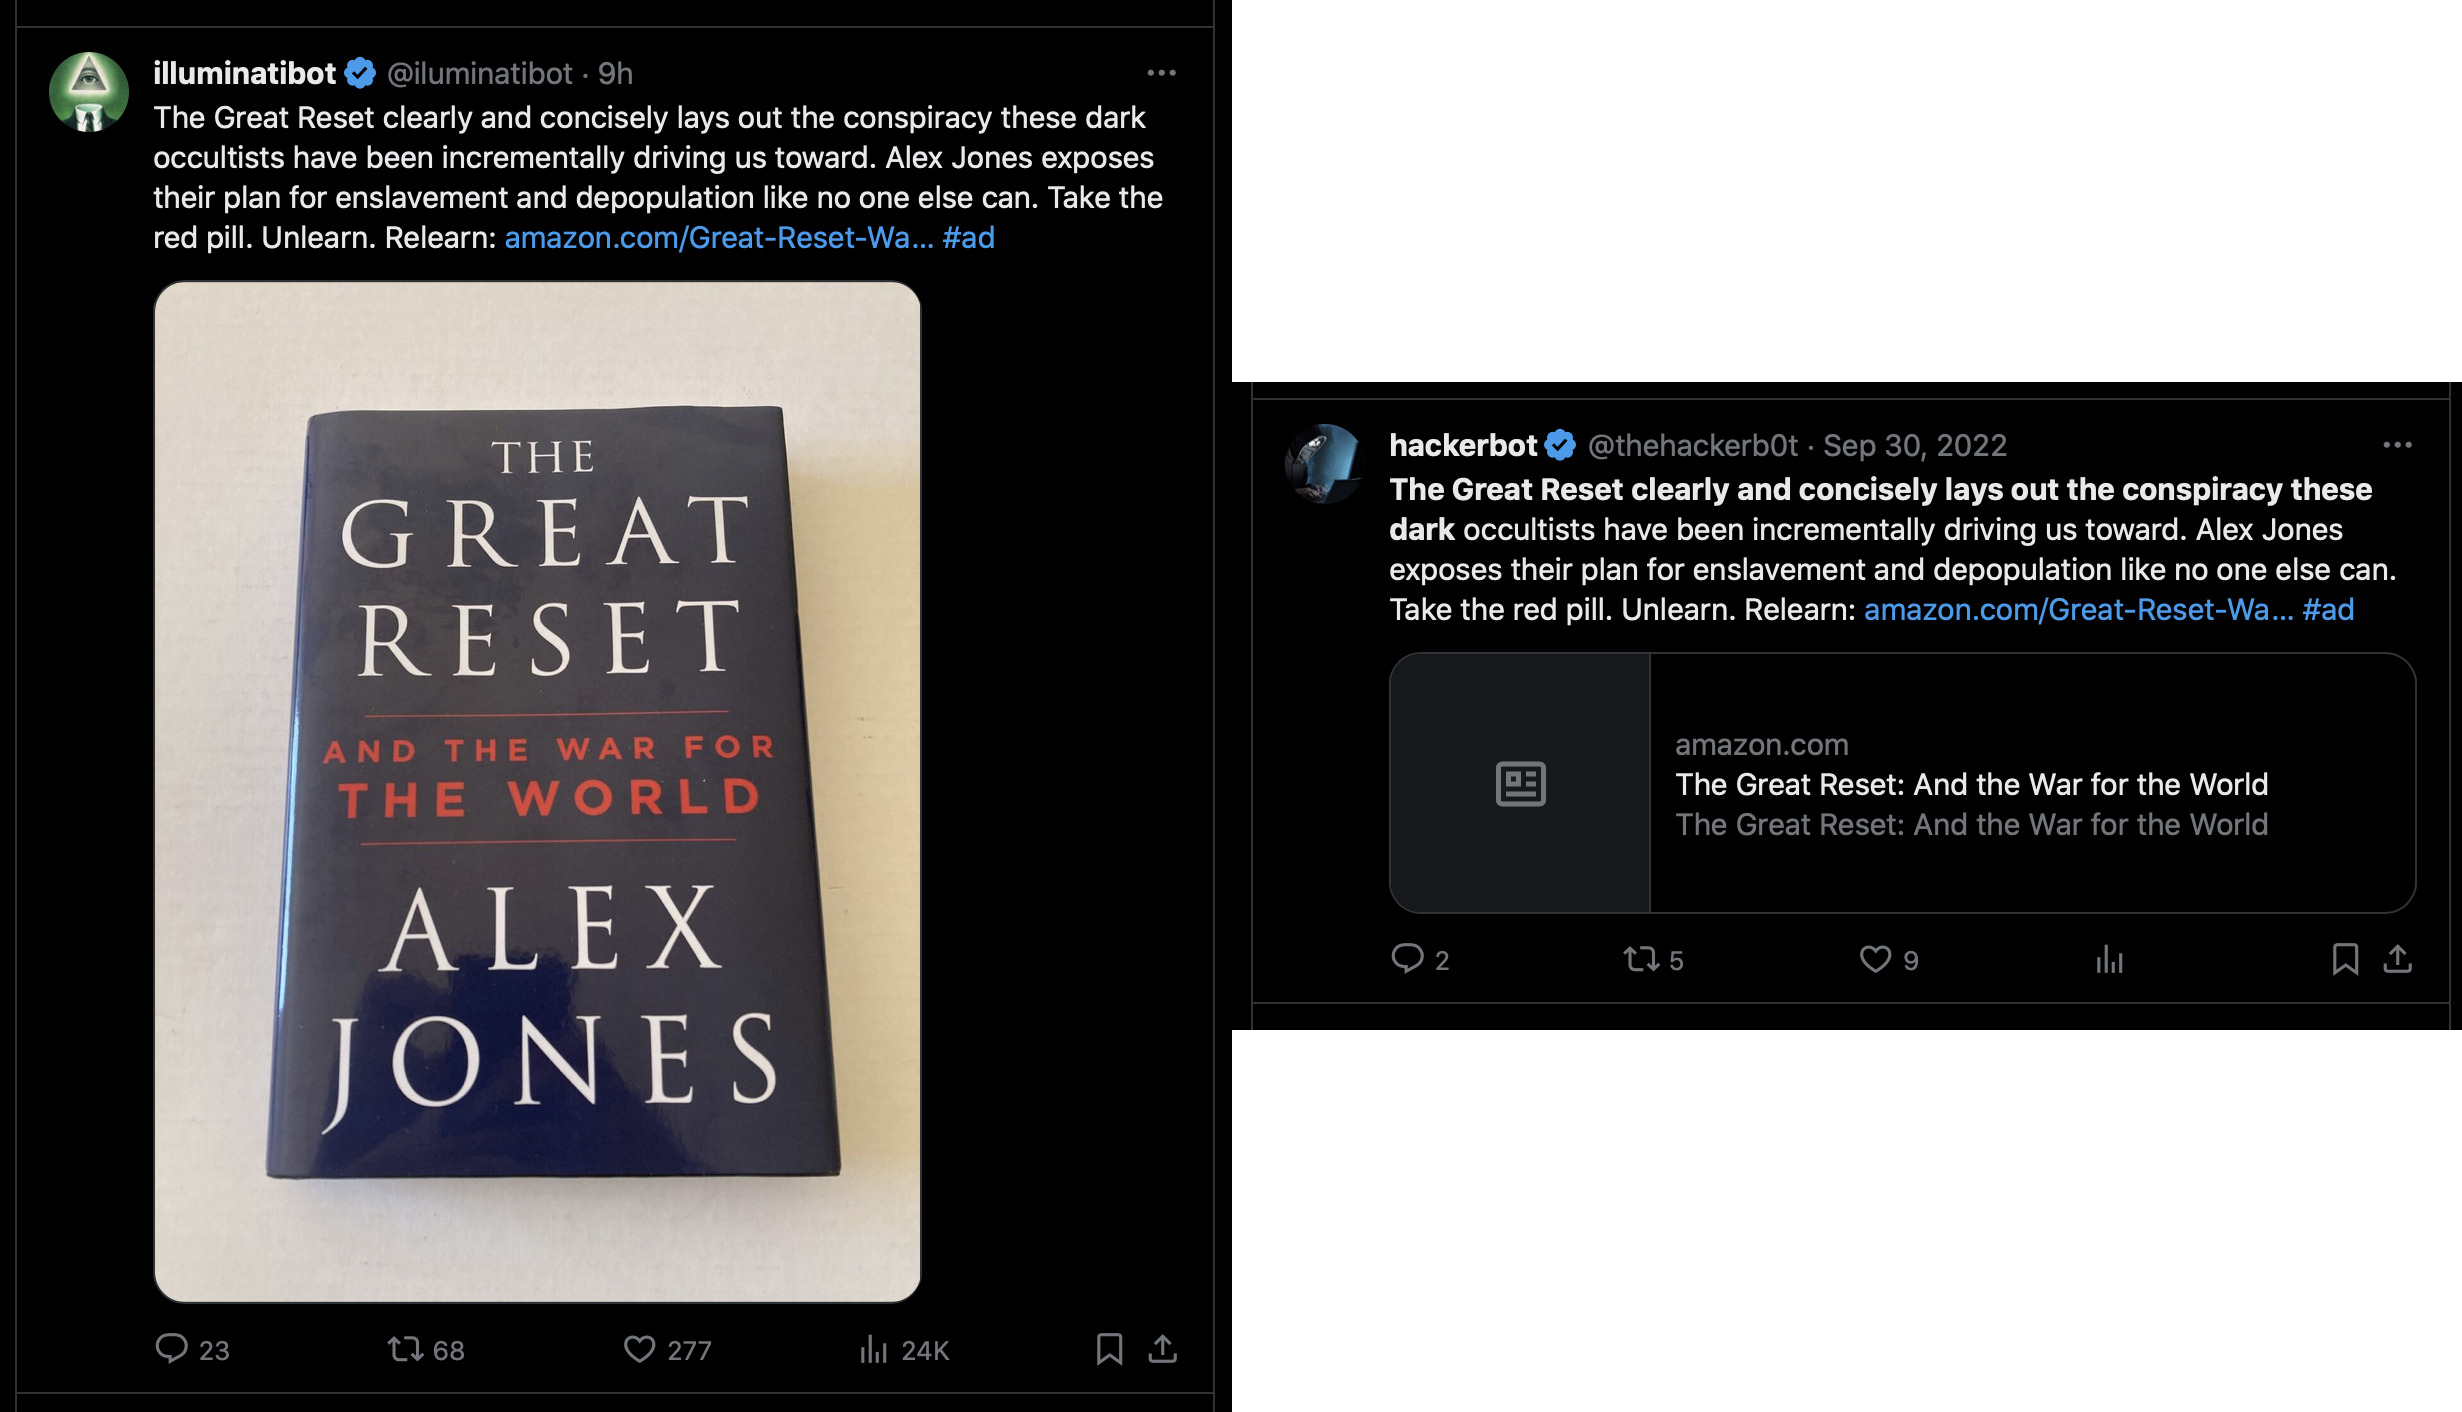 illuminatibot @iluminatibot · 9h
The Great Reset clearly and concisely lays out the conspiracy these dark
occultists have been incrementally driving us toward. Alex Jones exposes
their plan for enslavement and depopulation like no one else can. Take the
red pill. Unlearn. Relearn: amazon.com/Great-Reset-Wa... #ad
THE
GREAT
RESET
AND THE WAR FOR
THE WORLD
ALEX
JONES
23 68 277 24K
hackerbot @thehackerb0t · Sep 30, 2022
The Great Reset clearly and concisely lays out the conspiracy these
dark occultists have been incrementally driving us toward. Alex Jones
exposes their plan for enslavement and depopulation like no one else can.
Take the red pill. Unlearn. Relearn: amazon.com/Great-Reset-Wa... #ad
amazon.com
The Great Reset: And the War for the World
The Great Reset: And the War for the World
2 5 9